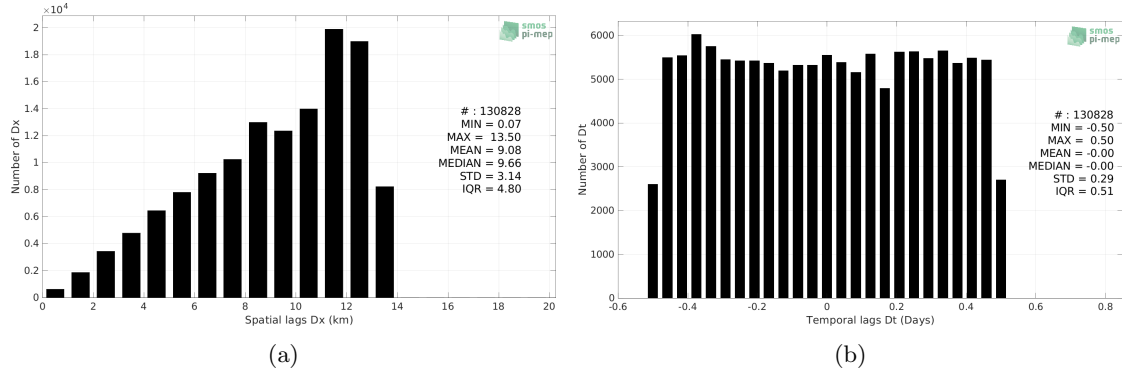 ×10⁴
2
1.8
1.6
1.4
1.2
1
0.8
0.6
0.4
0.2
0
Number of Dx
smos
pi-mep
# : 130828
MIN = 0.07
MAX = 13.50
MEAN = 9.08
MEDIAN = 9.66
STD = 3.14
IQR = 4.80
0 2 4 6 8 10 12 14 16 18 20
Spatial lags Dx (km)
(a)
6000
5000
4000
3000
2000
1000
0
Number of Dt
smos
pi-mep
# : 130828
MIN = -0.50
MAX = 0.50
MEAN = -0.00
MEDIAN = -0.00
STD = 0.29
IQR = 0.51
-0.6 -0.4 -0.2 0 0.2 0.4 0.6 0.8
Temporal lags Dt (Days)
(b)